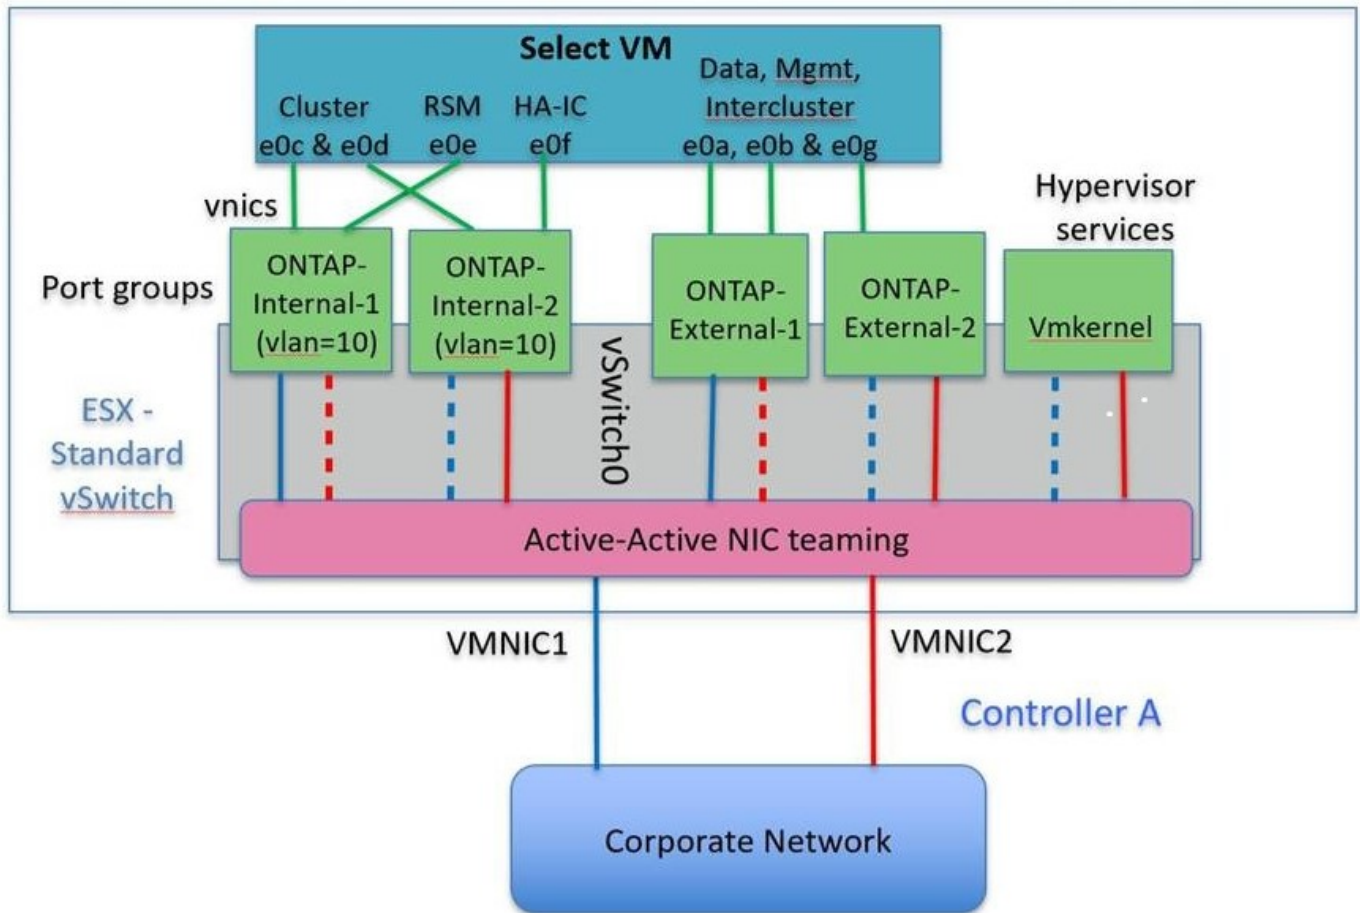 Select VM
Data, Mgmt,
Intercluster
Cluster
RSM
HA-IC
e0c & e0d
e0e
e0f
e0a, e0b & e0g
vnics
Hypervisor
services
Port groups
ONTAP-
Internal-1
(vlan=10)
ONTAP-
Internal-2
(vlan=10)
ONTAP-
External-1
ONTAP-
External-2
Vmkernel
vSwitch0
ESX -
Standard
vSwitch
Active-Active NIC teaming
VMNIC1
VMNIC2
Controller A
Corporate Network